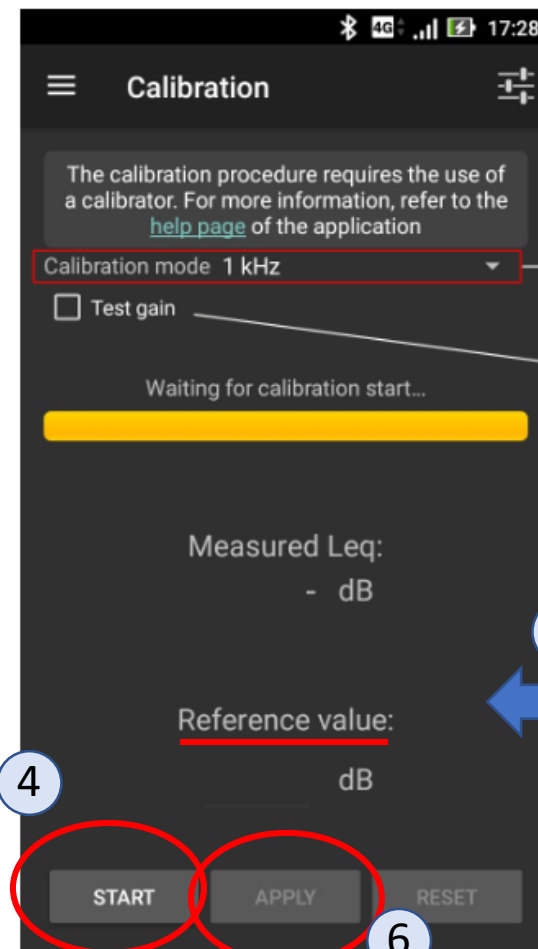 4G 17:28
Calibration
The calibration procedure requires the use of
a calibrator. For more information, refer to the
help page of the application
Calibration mode 1 kHz
Test gain
Waiting for calibration start...
Measured Leq:
- dB
Reference value:
4
dB
START APPLY RESET
6